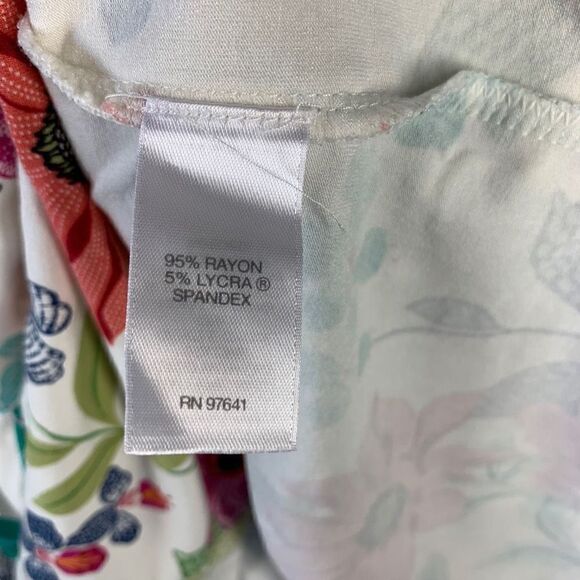 95% RAYON
5% LYCRA ®
SPANDEX
RN 97641